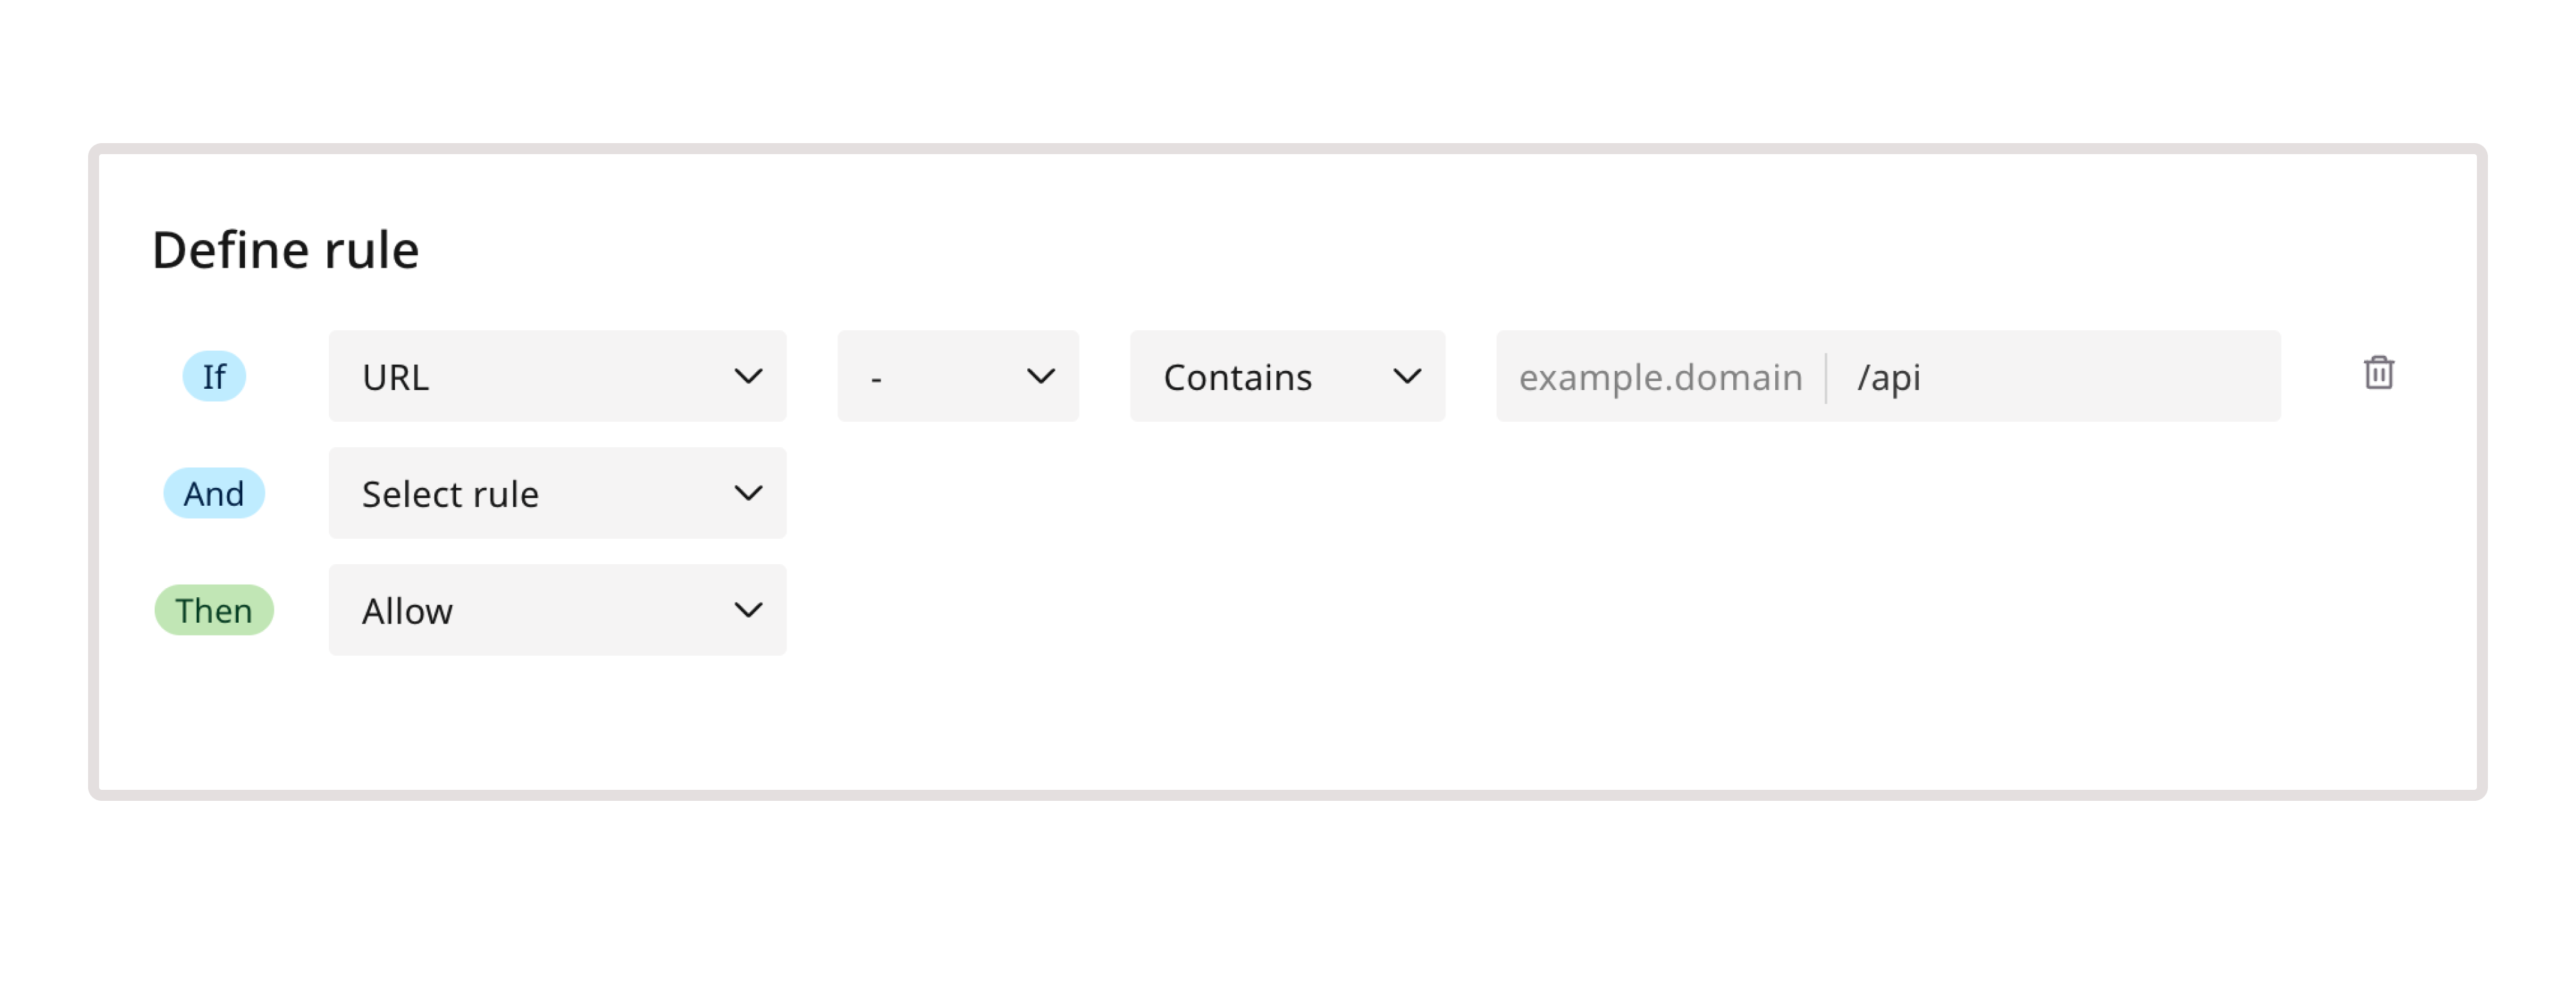 Define rule
If URL - Contains example.domain /api
And Select rule
Then Allow